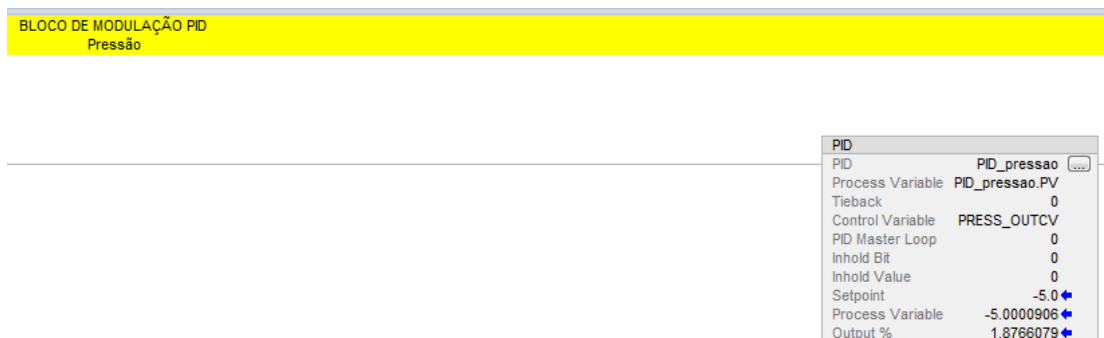 BLOCO DE MODULAÇÃO PID
Pressão
PID
PID PID_pressao ...
Process Variable PID_pressao.PV
Tieback 0
Control Variable PRESS_OUTCV
PID Master Loop 0
Inhold Bit 0
Inhold Value 0
Setpoint -5.0
Process Variable -5.0000906
Output % 1.8766079